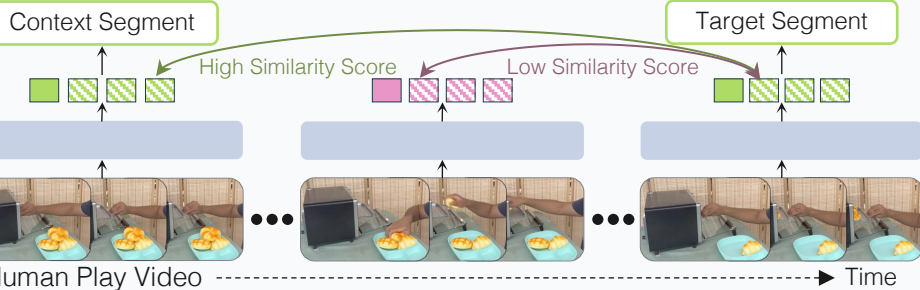 Context Segment
Target Segment
High Similarity Score
Low Similarity Score
Human Play Video
Time